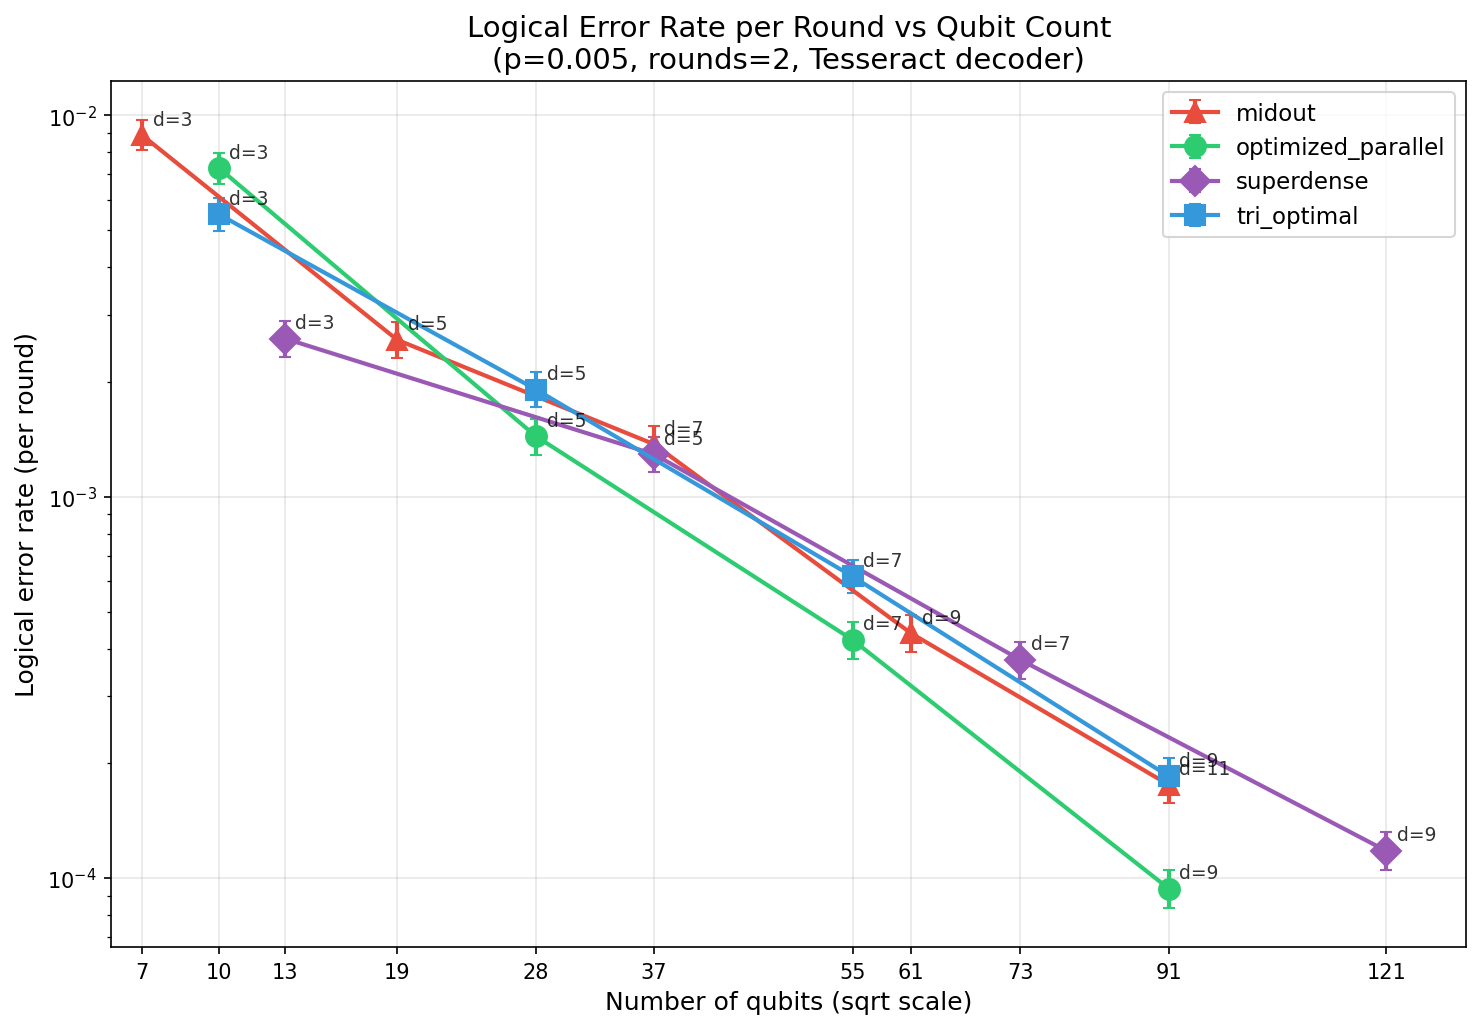 Logical Error Rate per Round vs Qubit Count
(p=0.005, rounds=2, Tesseract decoder)
midout
optimized_parallel
superdense
tri_optimal
Logical error rate (per round)
10⁻²
10⁻³
10⁻⁴
d=3
d=3
d=3
d=3
d=5
d=5
d=5
d=7
d=5
d=7
d=7
d=9
d=7
d=9
d=11
d=9
d=9
7 10 13 19 28 37 55 61 73 91 121
Number of qubits (sqrt scale)